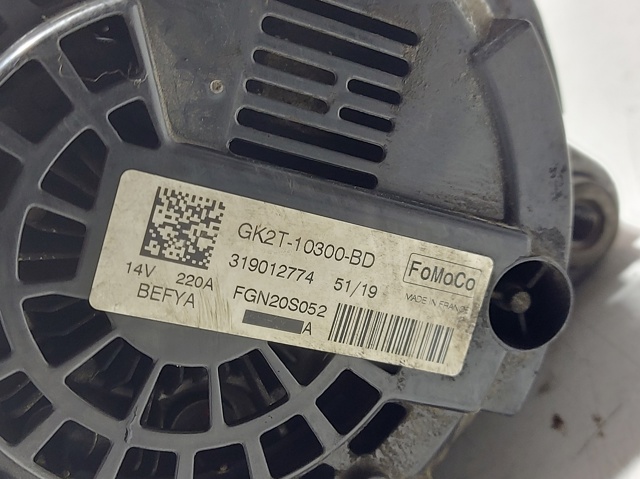 GK2T-10300-BD
319012774 51/19
FoMoCo
MADE IN FRANCE
14V 220A
BEFYA
FGN20S052
A